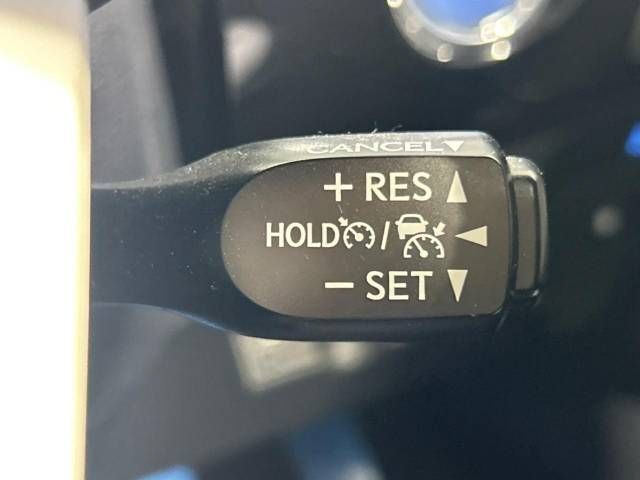 CANCEL▼
+ RES ▲
HOLD / ◀
− SET ▼